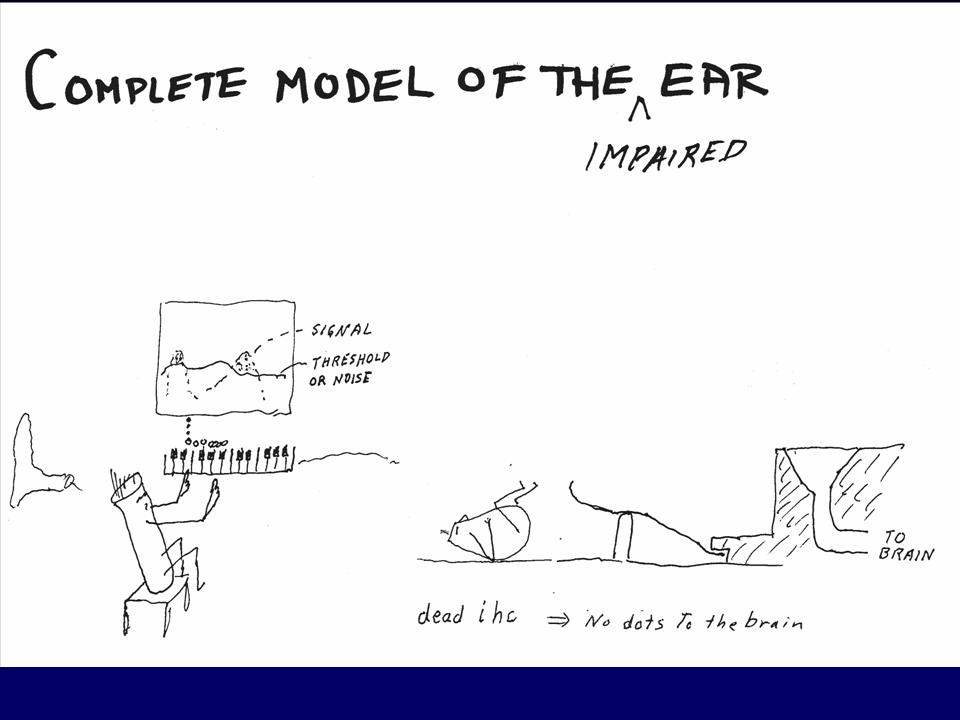 COMPLETE MODEL OF THE EAR
IMPAIRED
SIGNAL
THRESHOLD
OR NOISE
TO
BRAIN
dead ihc ⇒ No dots To the brain